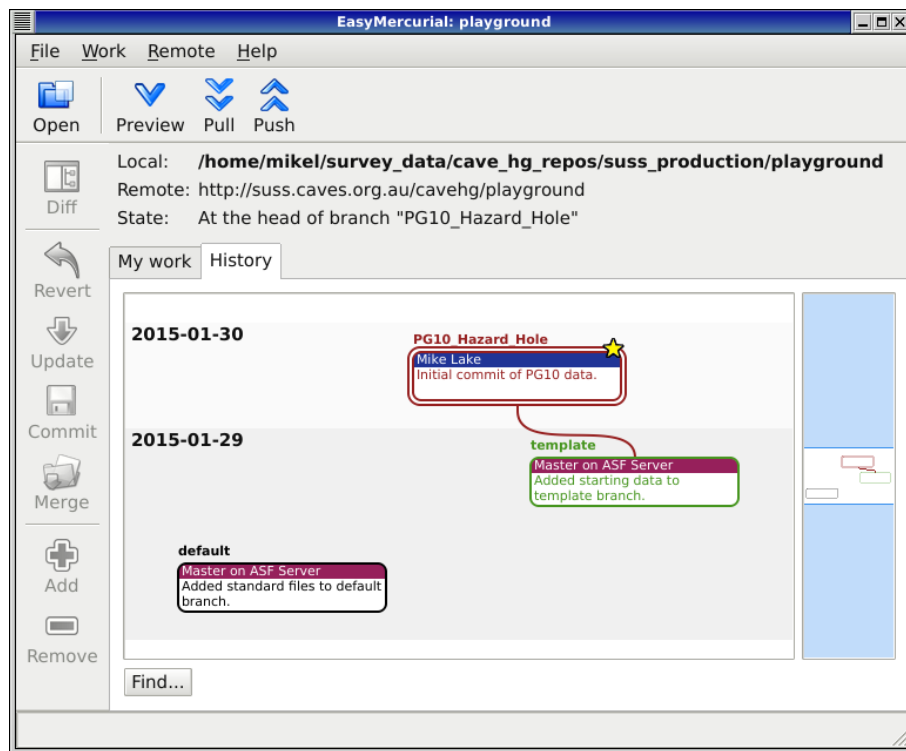 EasyMercurial: playground
File Work Remote Help
Open Preview Pull Push
Diff
Revert
Update
Commit
Merge
Add
Remove
Local: /home/mikel/survey_data/cave_hg_repos/suss_production/playground
Remote: http://suss.caves.org.au/cavehg/playground
State: At the head of branch "PG10_Hazard_Hole"
My work History
2015-01-30
PG10_Hazard_Hole
Mike Lake
Initial commit of PG10 data.
2015-01-29
template
Master on ASF Server
Added starting data to
template branch.
default
Master on ASF Server
Added standard files to default
branch.
Find...